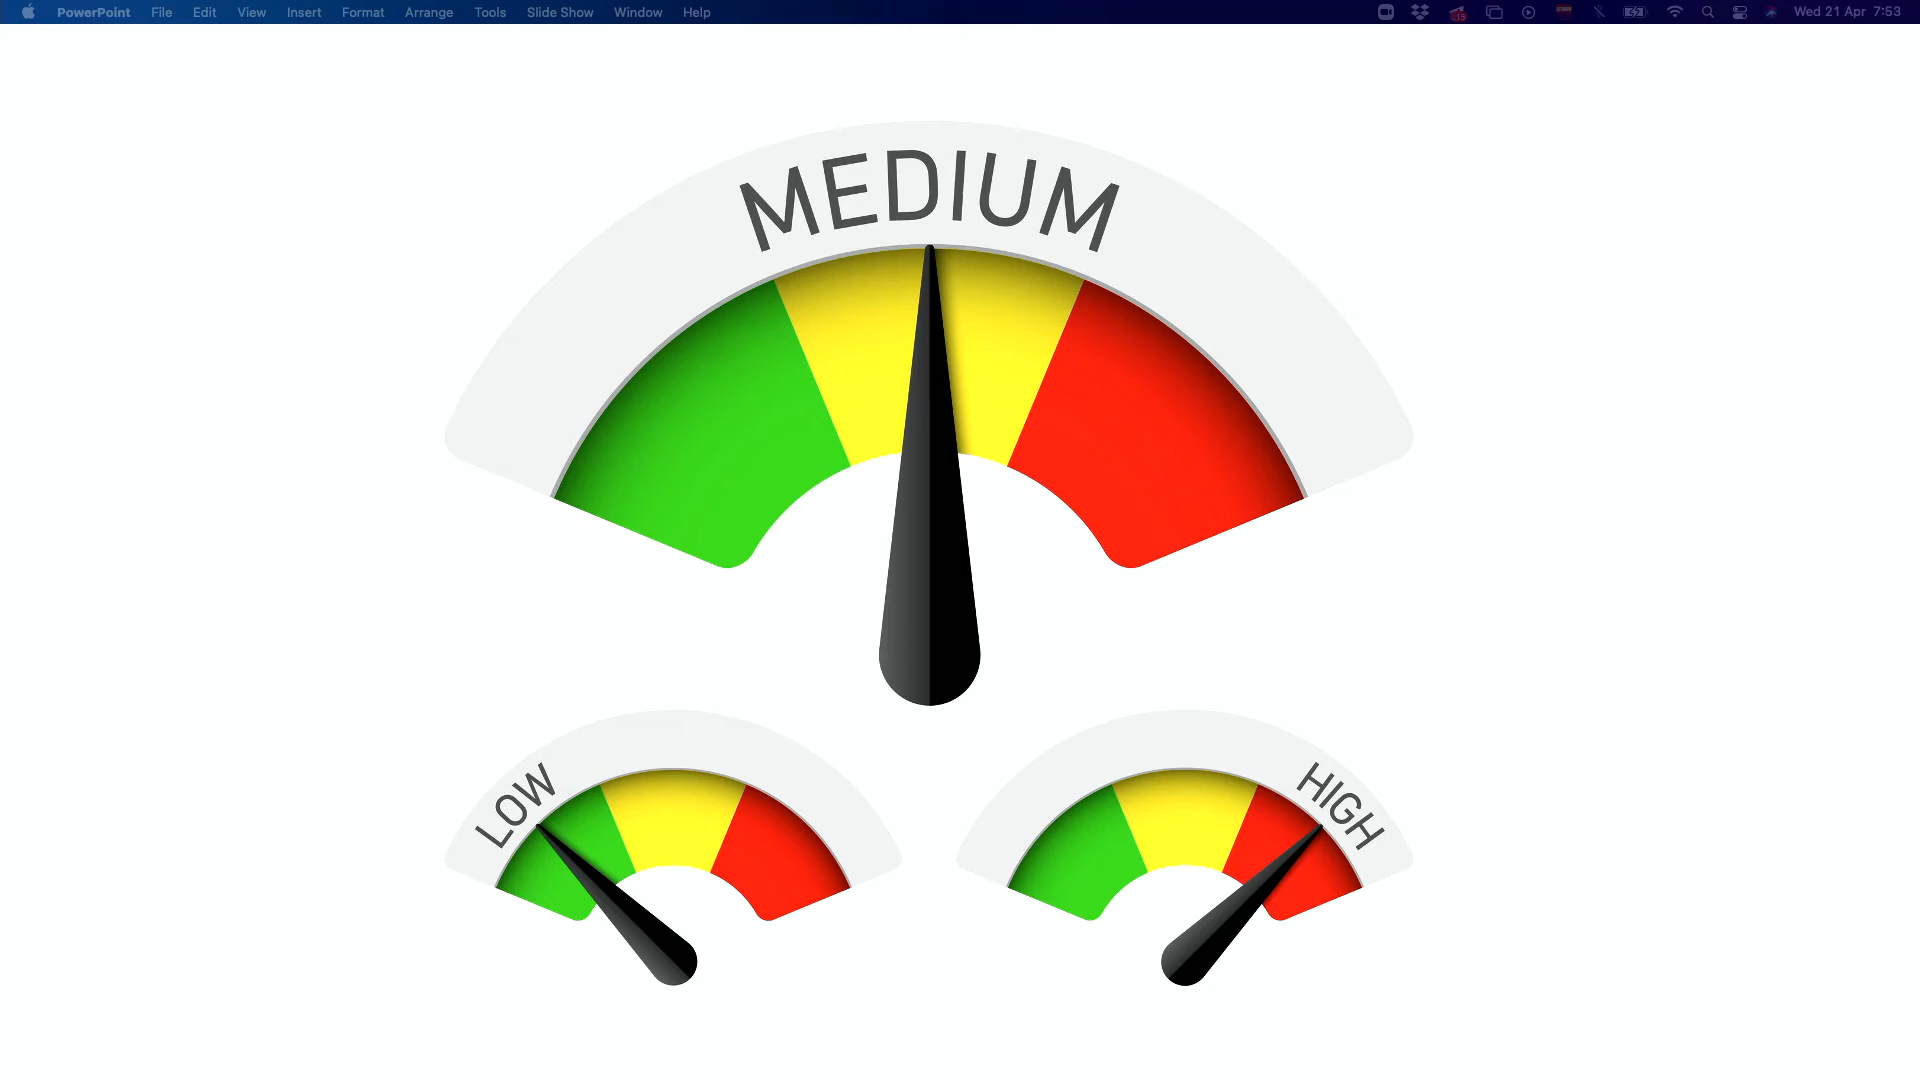 PowerPoint File Edit View Insert Format Arrange Tools Slide Show Window Help Wed 21 Apr 7:53
MEDIUM
LOW
HIGH